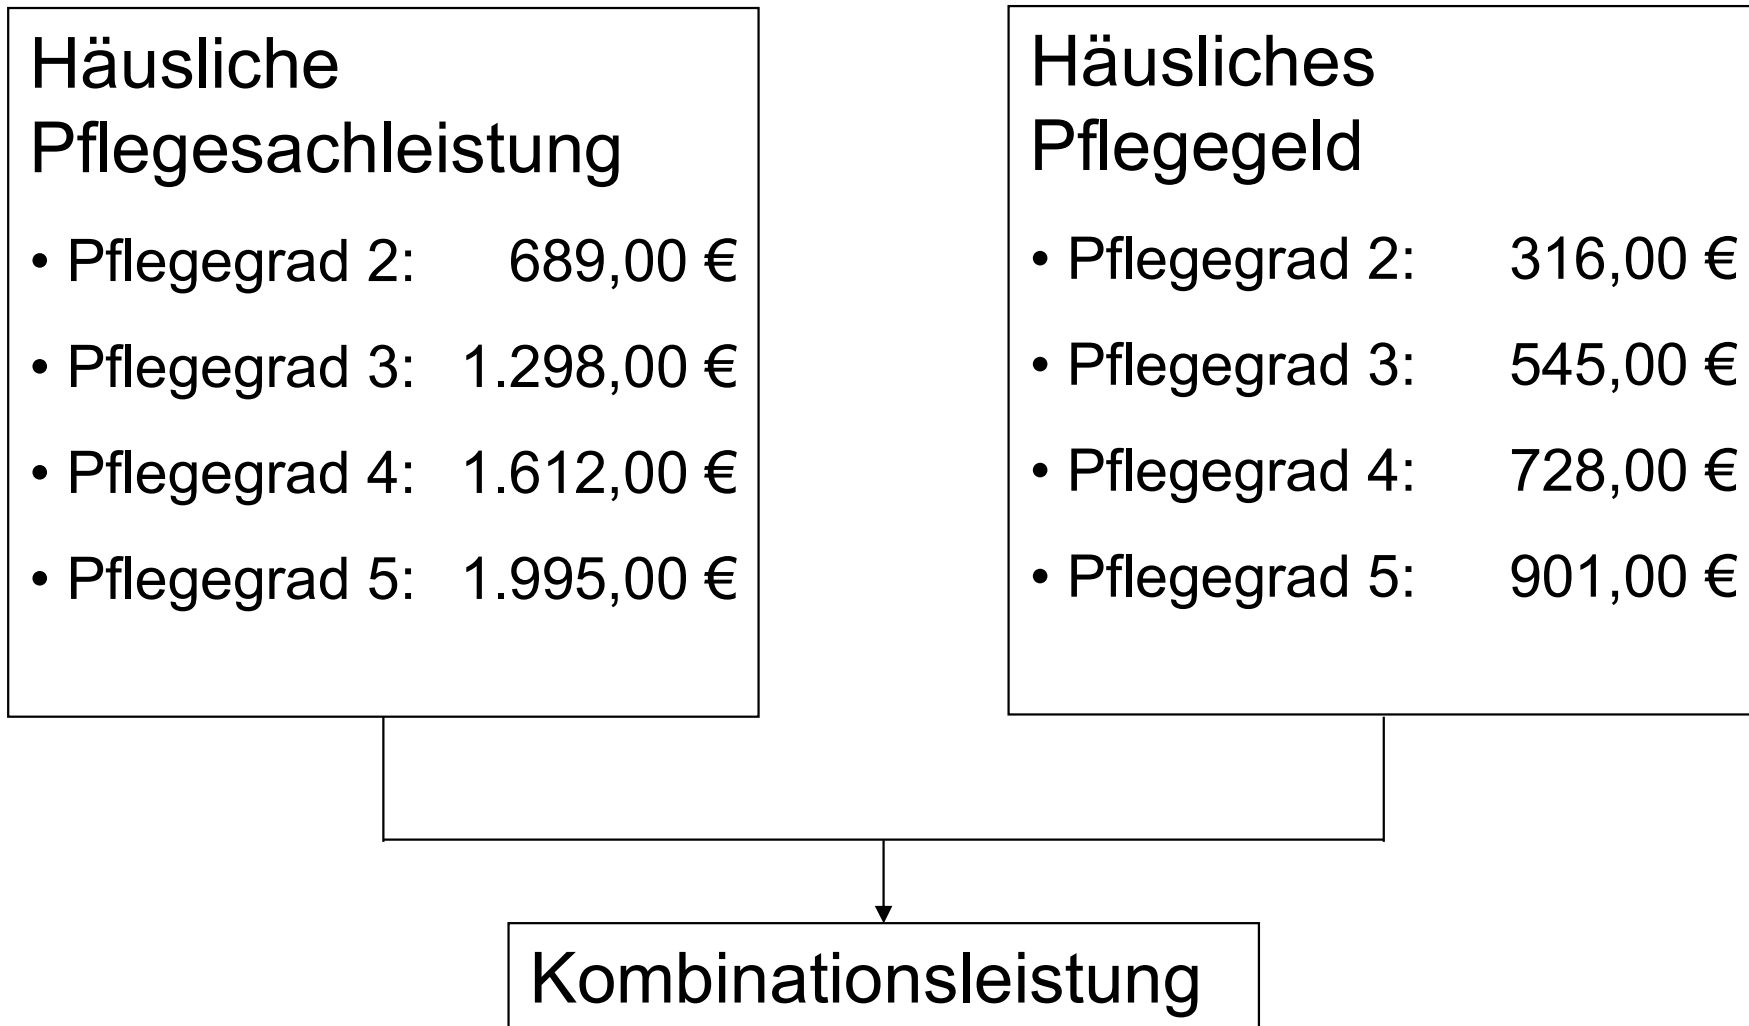 Häusliche
Pflegesachleistung
• Pflegegrad 2: 689,00 €
• Pflegegrad 3: 1.298,00 €
• Pflegegrad 4: 1.612,00 €
• Pflegegrad 5: 1.995,00 €
Häusliches
Pflegegeld
• Pflegegrad 2: 316,00 €
• Pflegegrad 3: 545,00 €
• Pflegegrad 4: 728,00 €
• Pflegegrad 5: 901,00 €
Kombinationsleistung